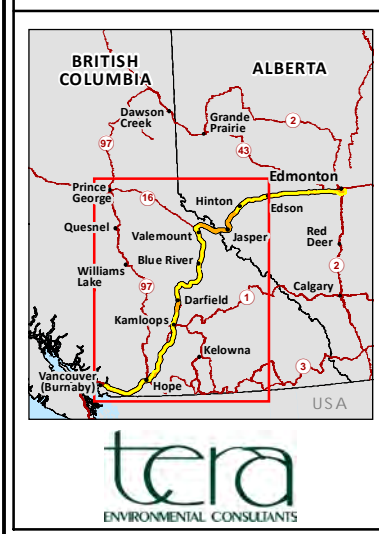 BRITISH
COLUMBIA
ALBERTA
Dawson
Creek
Grande
Prairie
2
97
43
Edmonton
Prince
George
16
Hinton
Edson
Quesnel
Valemount
Jasper
Red
Deer
Blue River
Williams
Lake
2
97
Darfield
1
Calgary
Kamloops
Kelowna
Vancouver
(Burnaby)
Hope
3
USA
tera
ENVIRONMENTAL CONSULTANTS